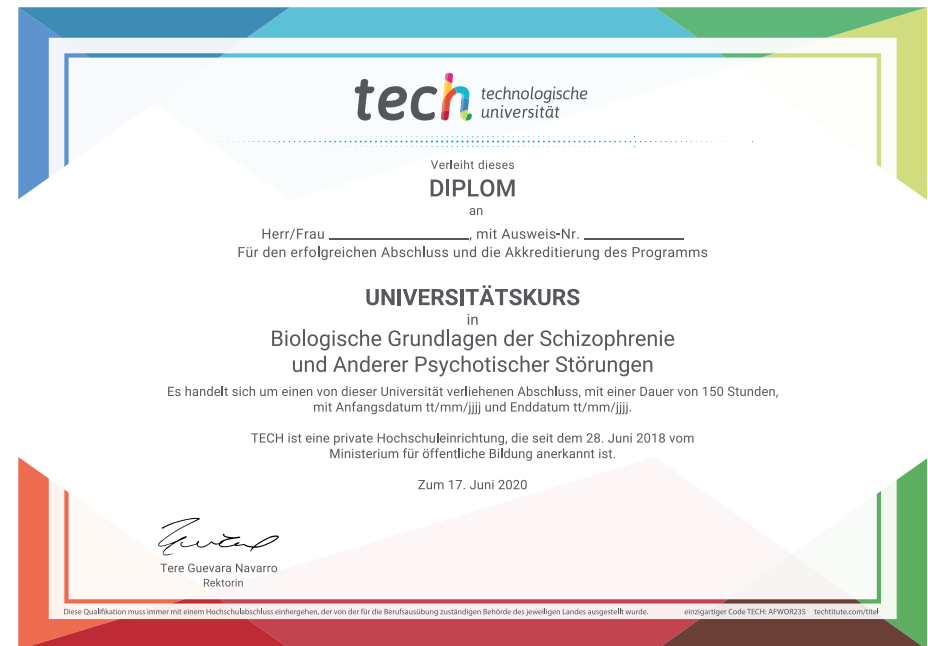 tech technologische
universität
Verleiht dieses
DIPLOM
an
Herr/Frau ____________________, mit Ausweis-Nr. ______________
Für den erfolgreichen Abschluss und die Akkreditierung des Programms
UNIVERSITÄTSKURS
in
Biologische Grundlagen der Schizophrenie
und Anderer Psychotischer Störungen
Es handelt sich um einen von dieser Universität verliehenen Abschluss, mit einer Dauer von 150 Stunden,
mit Anfangsdatum tt/mm/jjjj und Enddatum tt/mm/jjjj.
TECH ist eine private Hochschuleinrichtung, die seit dem 28. Juni 2018 vom
Ministerium für öffentliche Bildung anerkannt ist.
Zum 17. Juni 2020
Tere Guevara Navarro
Rektorin
Diese Qualifikation muss immer mit einem Hochschulabschluss einhergehen, der von der für die Berufsausübung zuständigen Behörde des jeweiligen Landes ausgestellt wurde. einzigartiger Code TECH: AFWOR235 techtitute.com/titel